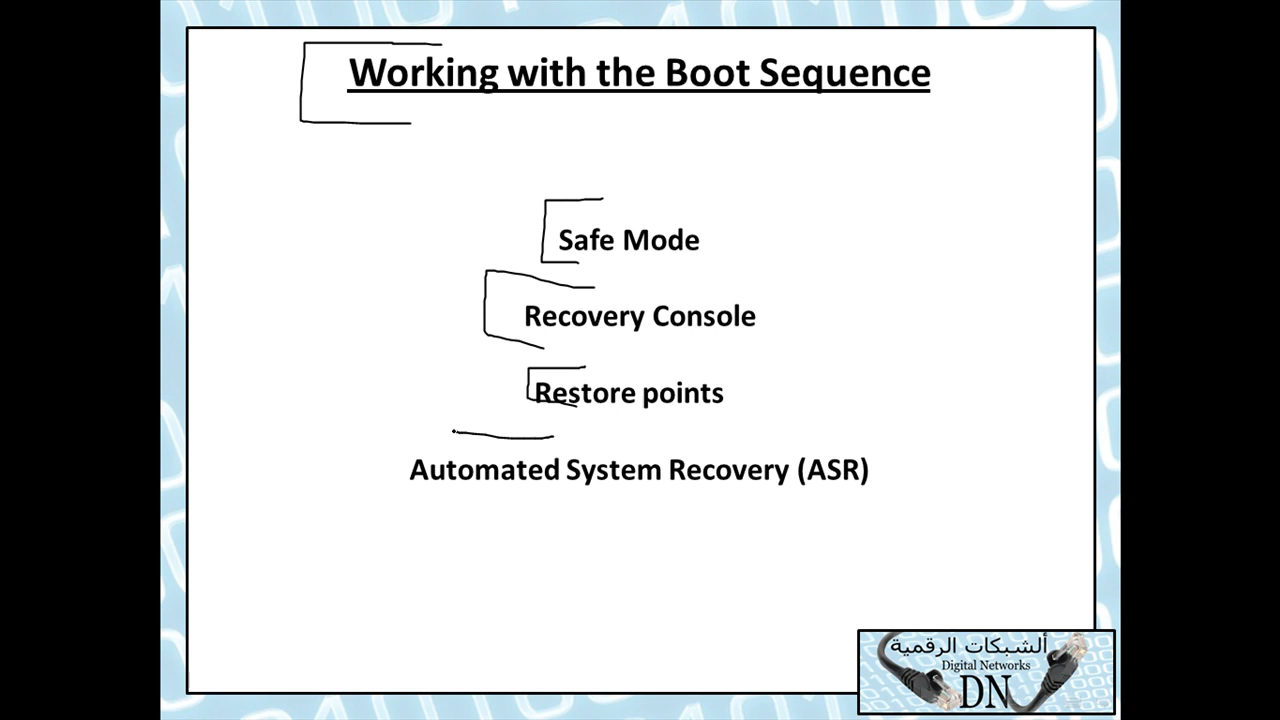 Working with the Boot Sequence
Safe Mode
Recovery Console
Restore points
Automated System Recovery (ASR)
ألشبكات الرقمية
Digital Networks
DN